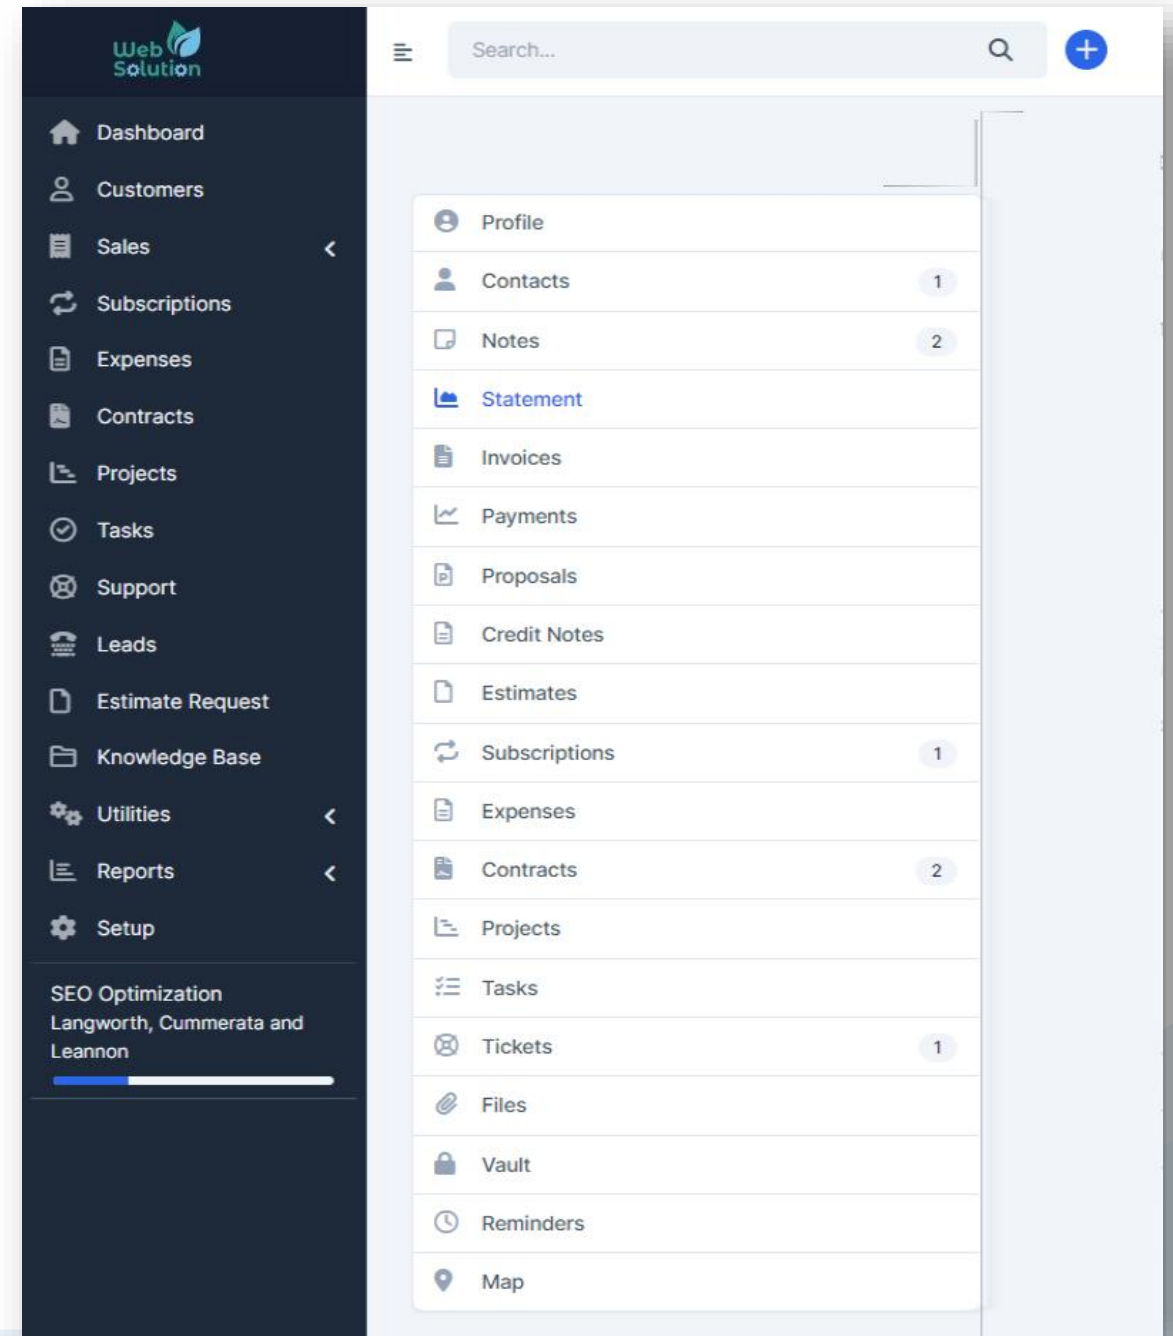 Web
Solution
Search...
Dashboard
Customers
Sales
Subscriptions
Expenses
Contracts
Projects
Tasks
Support
Leads
Estimate Request
Knowledge Base
Utilities
Reports
Setup
SEO Optimization
Langworth, Cummerata and
Leannon
Profile
Contacts 1
Notes 2
Statement
Invoices
Payments
Proposals
Credit Notes
Estimates
Subscriptions 1
Expenses
Contracts 2
Projects
Tasks
Tickets 1
Files
Vault
Reminders
Map